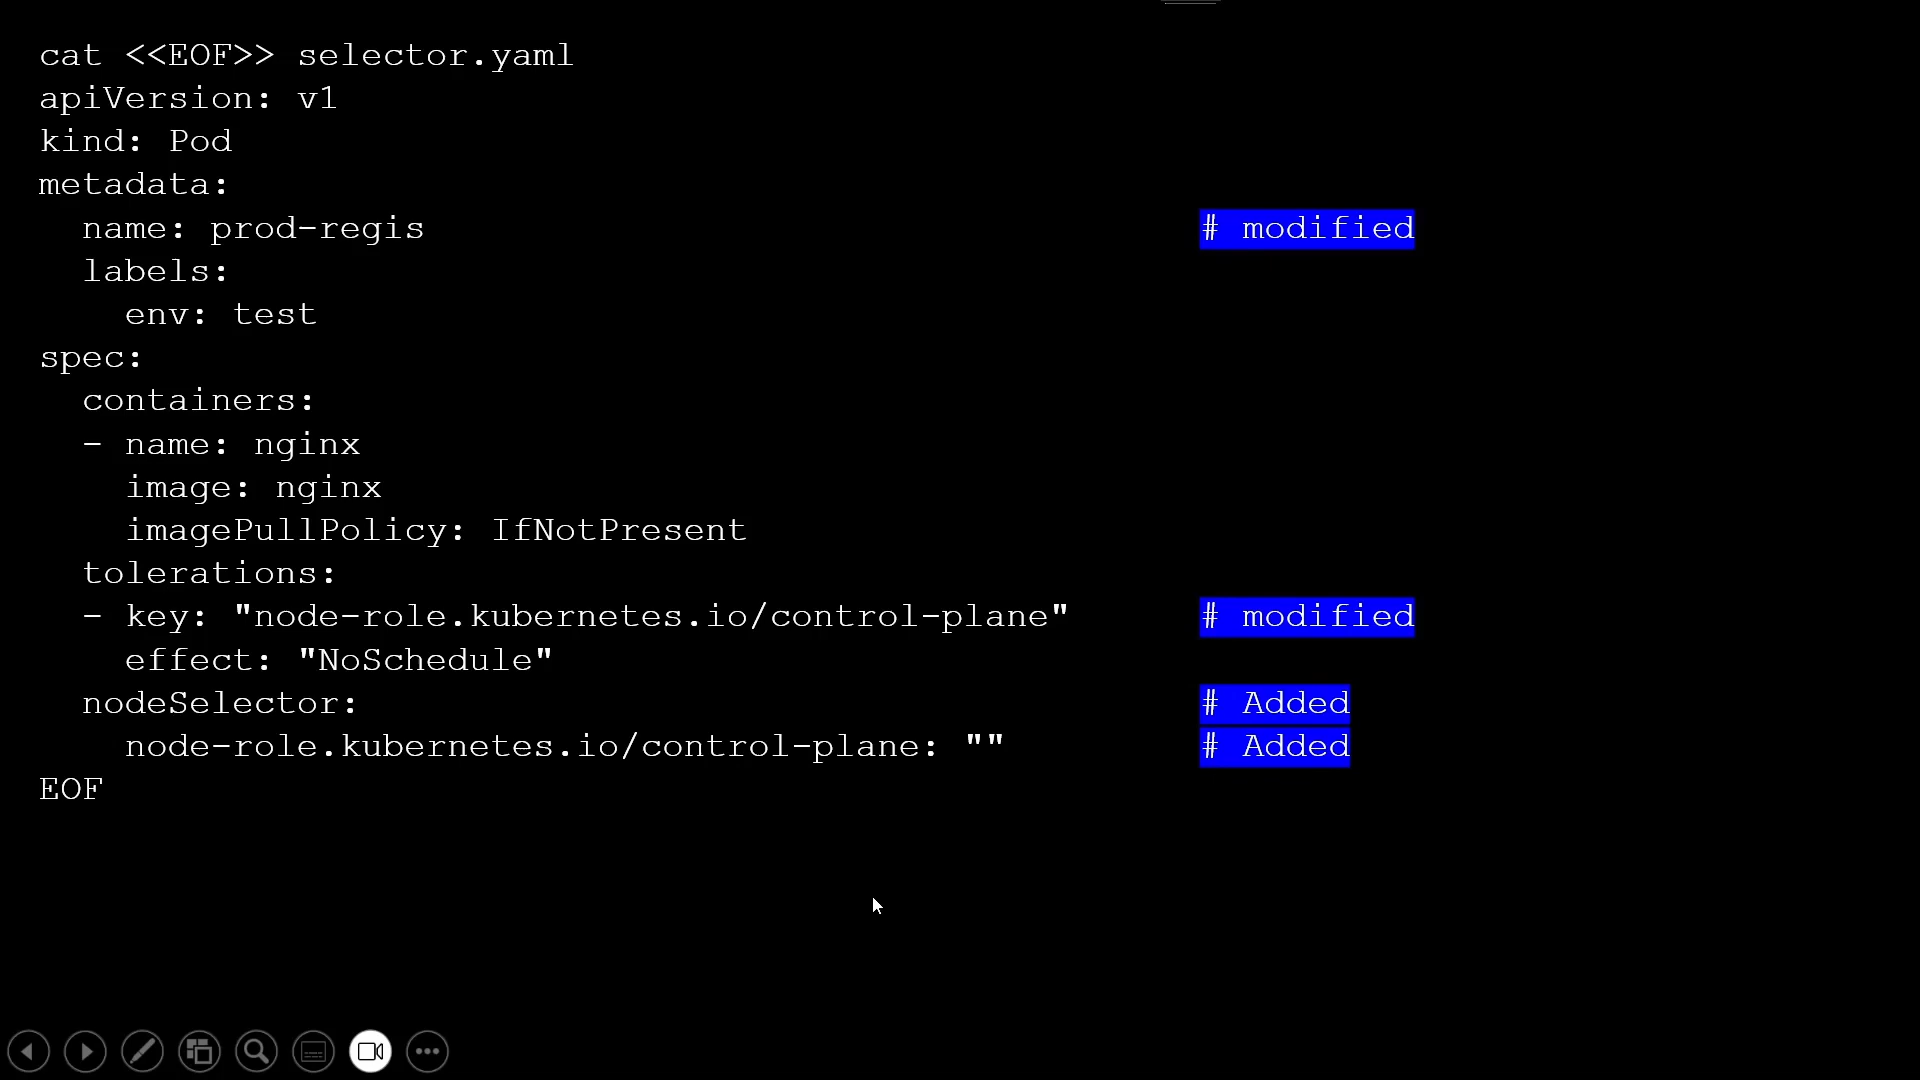 cat <<EOF>> selector.yaml
apiVersion: v1
kind: Pod
metadata:
  name: prod-regis # modified
  labels:
    env: test
spec:
  containers:
  - name: nginx
    image: nginx
    imagePullPolicy: IfNotPresent
  tolerations:
  - key: "node-role.kubernetes.io/control-plane" # modified
    effect: "NoSchedule"
  nodeSelector: # Added
    node-role.kubernetes.io/control-plane: "" # Added
EOF